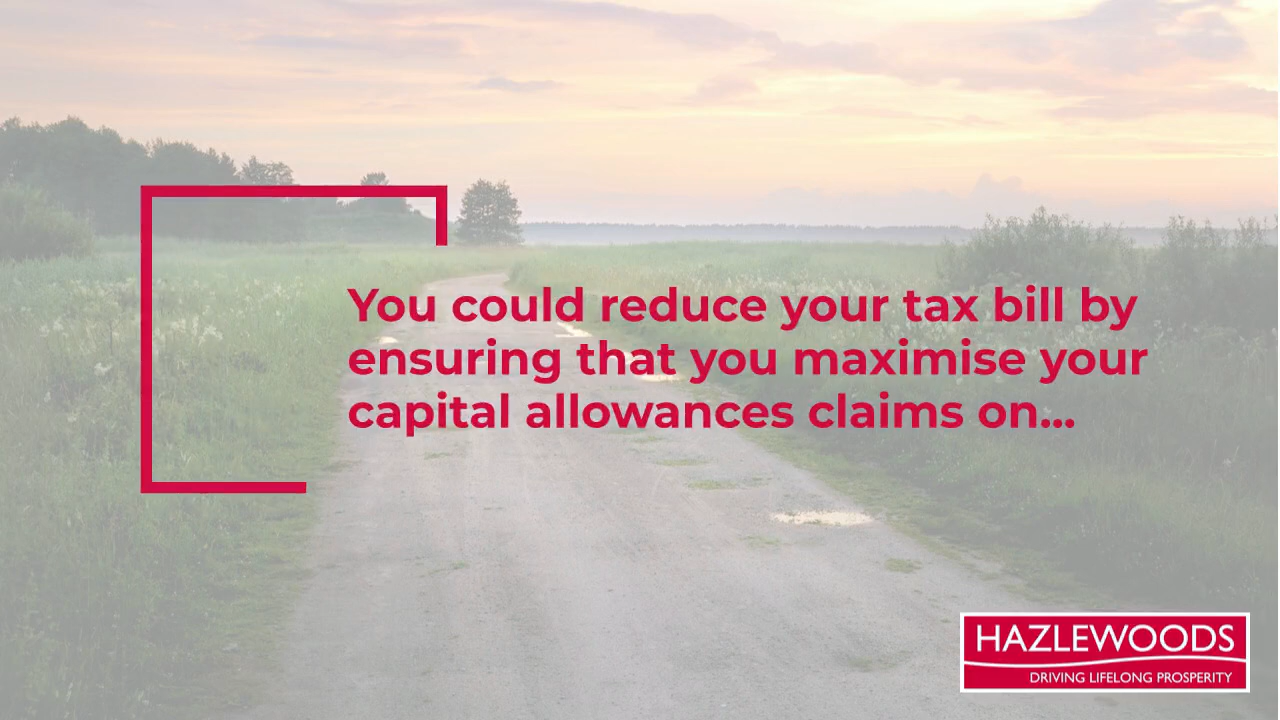 You could reduce your tax bill by
ensuring that you maximise your
capital allowances claims on...
HAZLEWOODS
DRIVING LIFELONG PROSPERITY